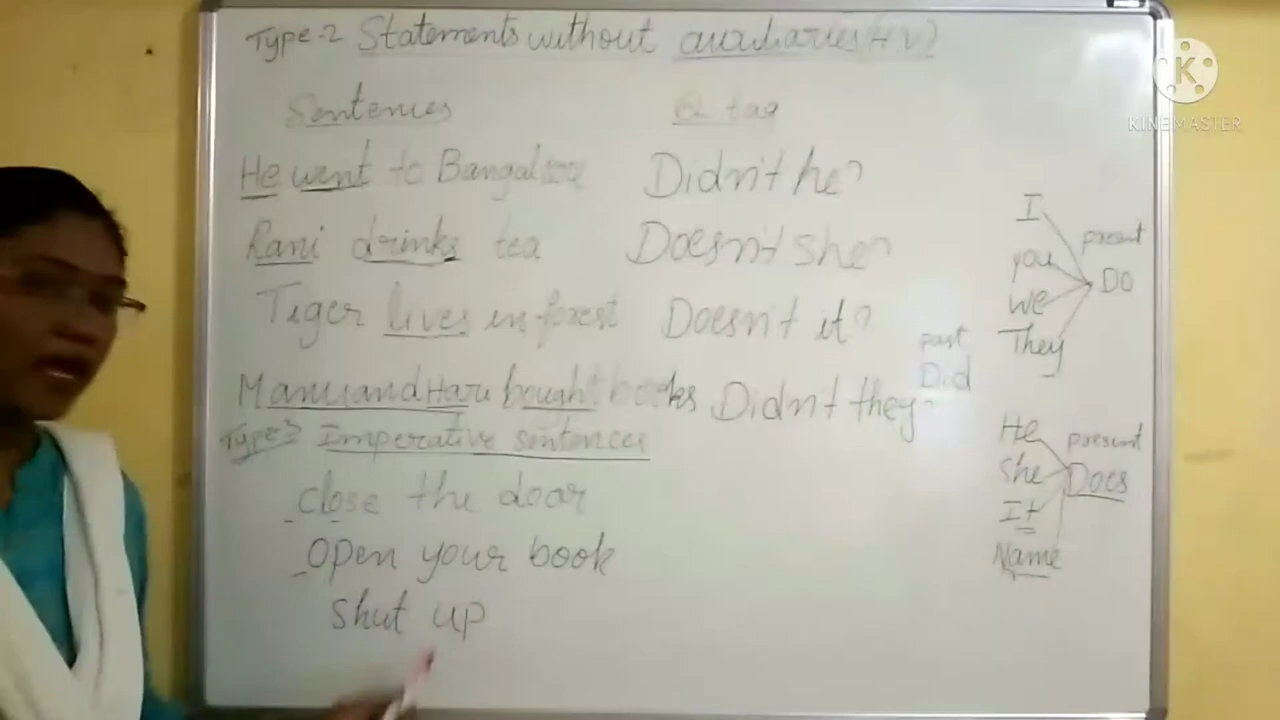 Type-2 Statements without auxiliaries(H.V)
Sentences Q tag
He went to Bangalore Didn't he?
Rani drinks tea Doesn't she?
Tiger lives in forest Doesn't it?
Manu and Hari bought books Didn't they?
Type 3 Imperative sentences
close the door
open your book
shut up
I
you
we
They
present
Do
past
Did
He
she
It
Name
present
Does
K
KINEMASTER